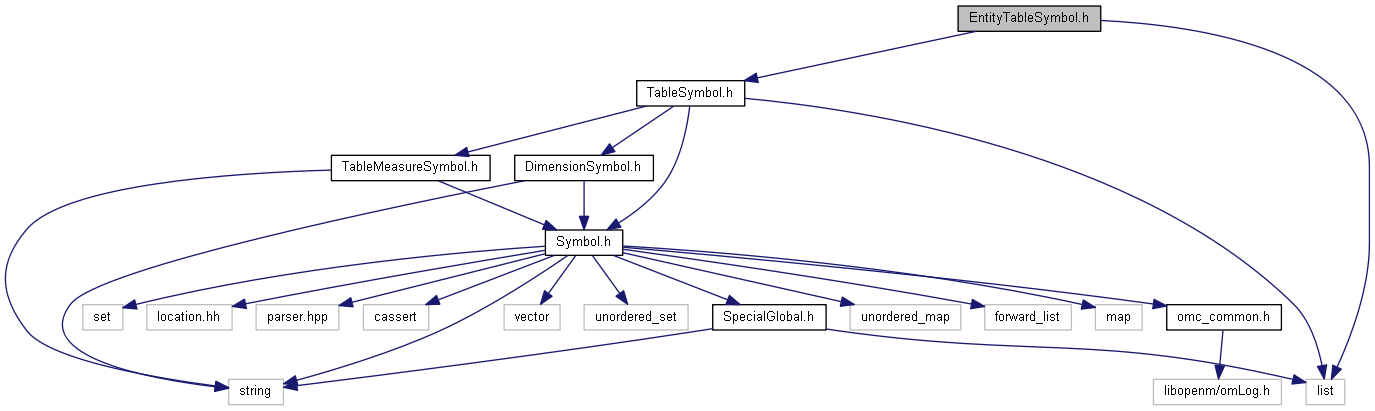 EntityTableSymbol.h
TableSymbol.h
TableMeasureSymbol.h
DimensionSymbol.h
Symbol.h
set
location.hh
parser.hpp
cassert
vector
unordered_set
SpecialGlobal.h
unordered_map
forward_list
map
omc_common.h
string
libopenm/omLog.h
list